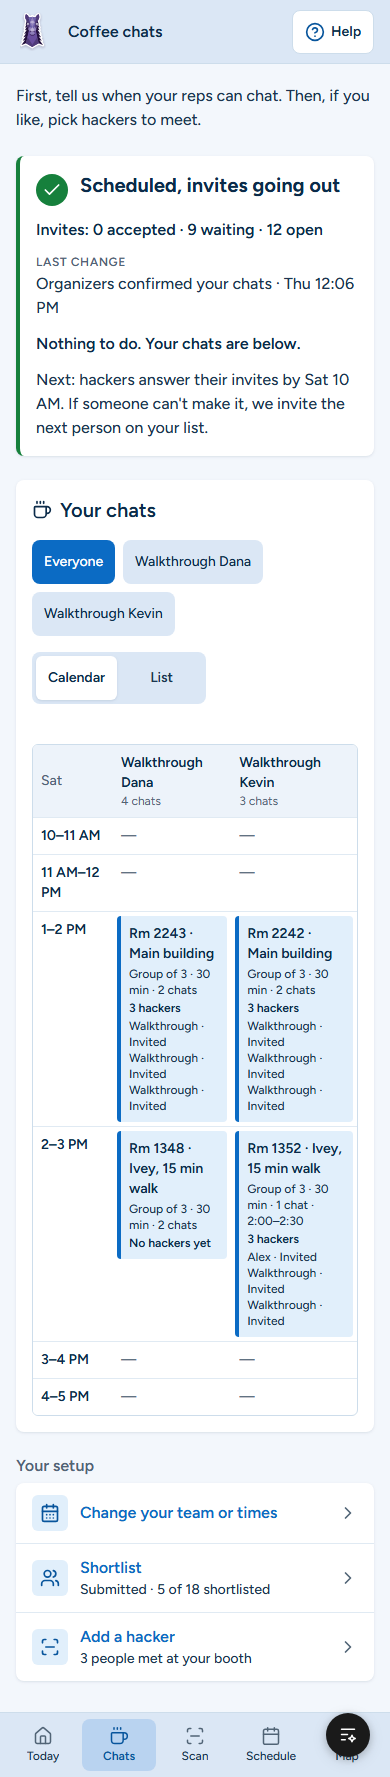 Coffee chats
Help
First, tell us when your reps can chat. Then, if you
like, pick hackers to meet.
Scheduled, invites going out
Invites: 0 accepted · 9 waiting · 12 open
LAST CHANGE
Organizers confirmed your chats · Thu 12:06
PM
Nothing to do. Your chats are below.
Next: hackers answer their invites by Sat 10
AM. If someone can't make it, we invite the
next person on your list.
Your chats
Everyone
Walkthrough Dana
Walkthrough Kevin
Calendar
List
Sat
Walkthrough
Dana
4 chats
Walkthrough
Kevin
3 chats
10–11 AM
—
—
11 AM–12
PM
—
—
1–2 PM
Rm 2243 ·
Main building
Group of 3 · 30
min · 2 chats
3 hackers
Walkthrough ·
Invited
Walkthrough ·
Invited
Walkthrough ·
Invited
Rm 2242 ·
Main building
Group of 3 · 30
min · 2 chats
3 hackers
Walkthrough ·
Invited
Walkthrough ·
Invited
Walkthrough ·
Invited
2–3 PM
Rm 1348 ·
Ivey, 15 min
walk
Group of 3 · 30
min · 2 chats
No hackers yet
Rm 1352 · Ivey,
15 min walk
Group of 3 · 30
min · 1 chat ·
2:00–2:30
3 hackers
Alex · Invited
Walkthrough ·
Invited
Walkthrough ·
Invited
3–4 PM
—
—
4–5 PM
—
—
Your setup
Change your team or times
Shortlist
Submitted · 5 of 18 shortlisted
Add a hacker
3 people met at your booth
Today
Chats
Scan
Schedule
Map